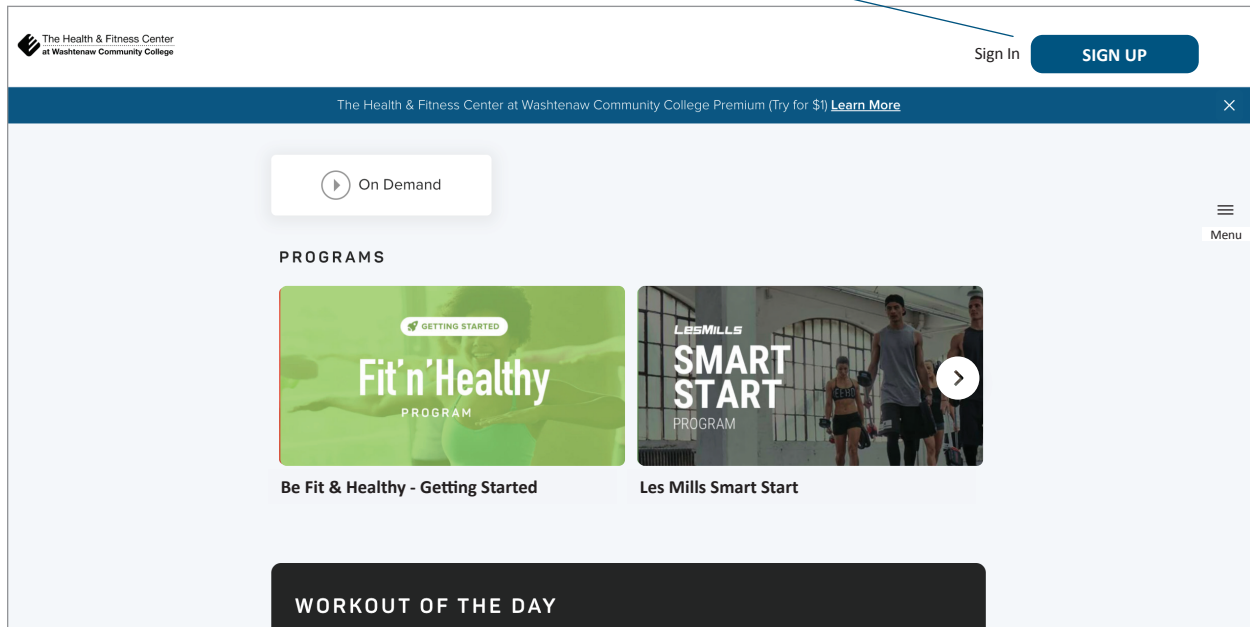 The Health & Fitness Center
at Washtenaw Community College
Sign In
SIGN UP
The Health & Fitness Center at Washtenaw Community College Premium (Try for $1) Learn More
On Demand
Menu
PROGRAMS
GETTING STARTED
Fit'n'Healthy
PROGRAM
LesMILLS
SMART
START
PROGRAM
Be Fit & Healthy - Getting Started
Les Mills Smart Start
WORKOUT OF THE DAY